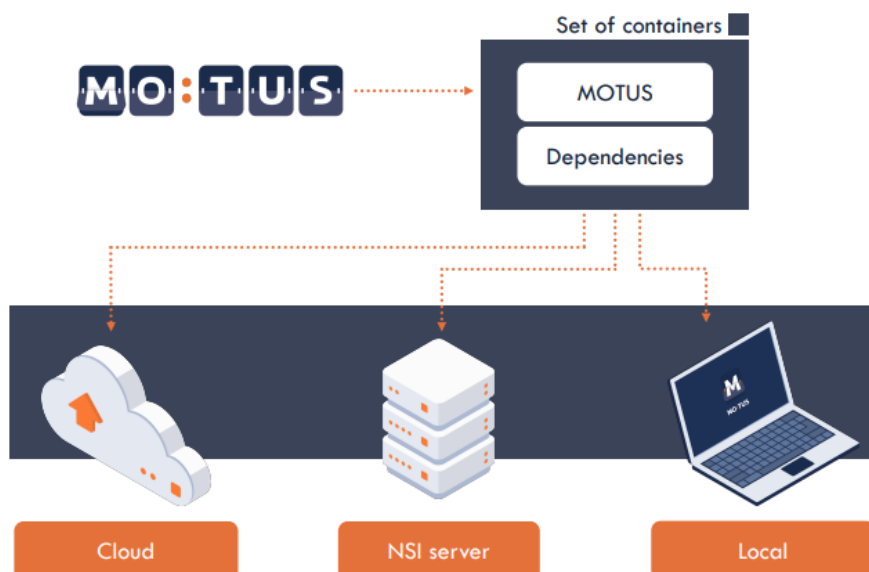 Set of containers
MO:TUS
MOTUS
Dependencies
M
MO:TUS
Cloud
NSI server
Local